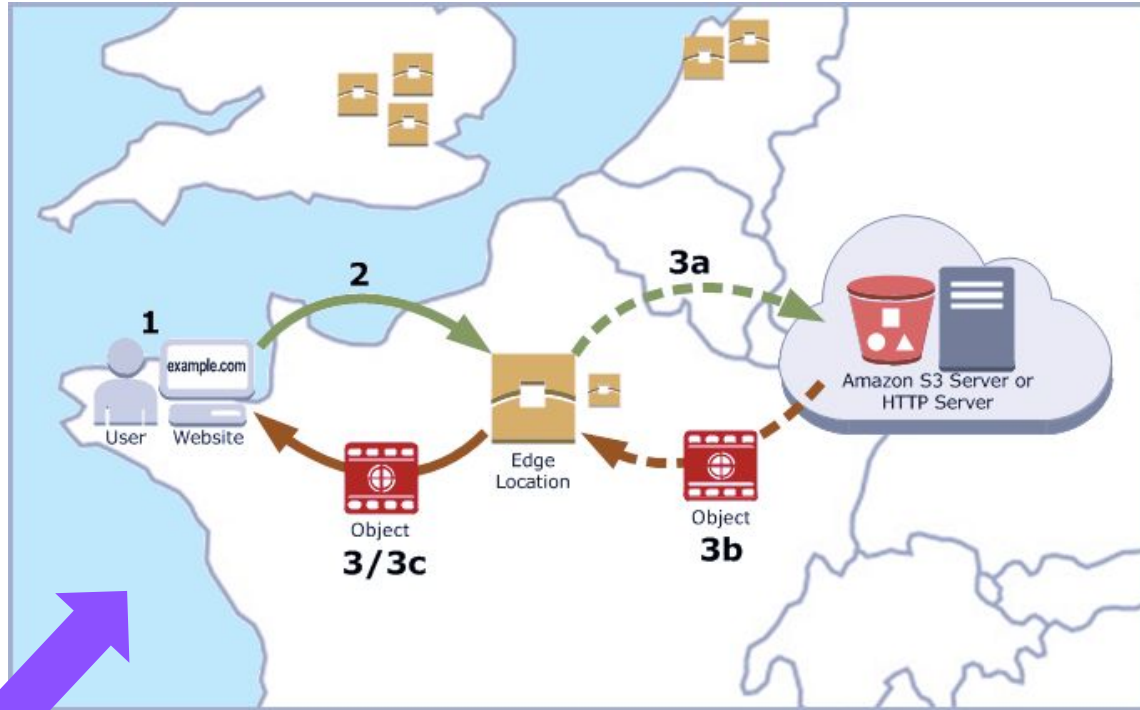 2
3a
1
example.com
User
Website
Amazon S3 Server or
HTTP Server
Edge
Location
Object
3/3c
Object
3b